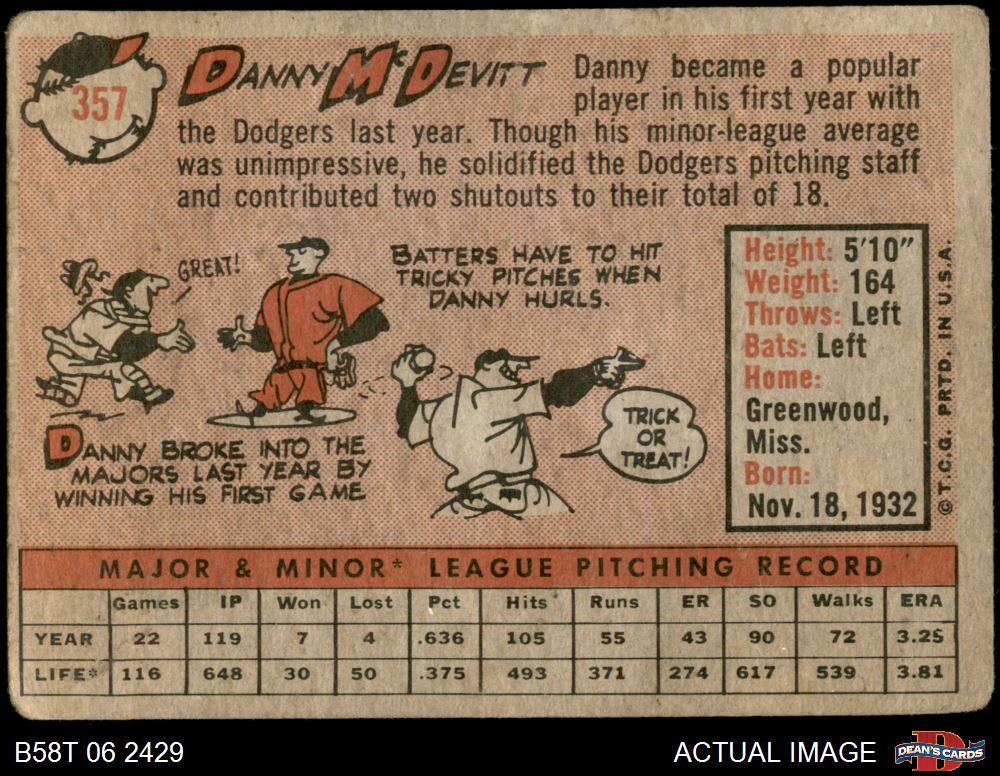 357
DANNY McDEVITT
Danny became a popular
player in his first year with
the Dodgers last year. Though his minor-league average
was unimpressive, he solidified the Dodgers pitching staff
and contributed two shutouts to their total of 18.
GREAT!
BATTERS HAVE TO HIT
TRICKY PITCHES WHEN
DANNY HURLS.
DANNY BROKE INTO THE
MAJORS LAST YEAR BY
WINNING HIS FIRST GAME
TRICK
OR
TREAT!
Height: 5'10"
Weight: 164
Throws: Left
Bats: Left
Home:
Greenwood,
Miss.
Born:
Nov. 18, 1932
© T.C.G. PRTD. IN U.S.A.
MAJOR & MINOR* LEAGUE PITCHING RECORD
Games IP Won Lost Pct Hits Runs ER SO Walks ERA
YEAR 22 119 7 4 .636 105 55 43 90 72 3.25
LIFE* 116 648 30 50 .375 493 371 274 617 539 3.81
B58T 06 2429
ACTUAL IMAGE
DEAN'S CARDS